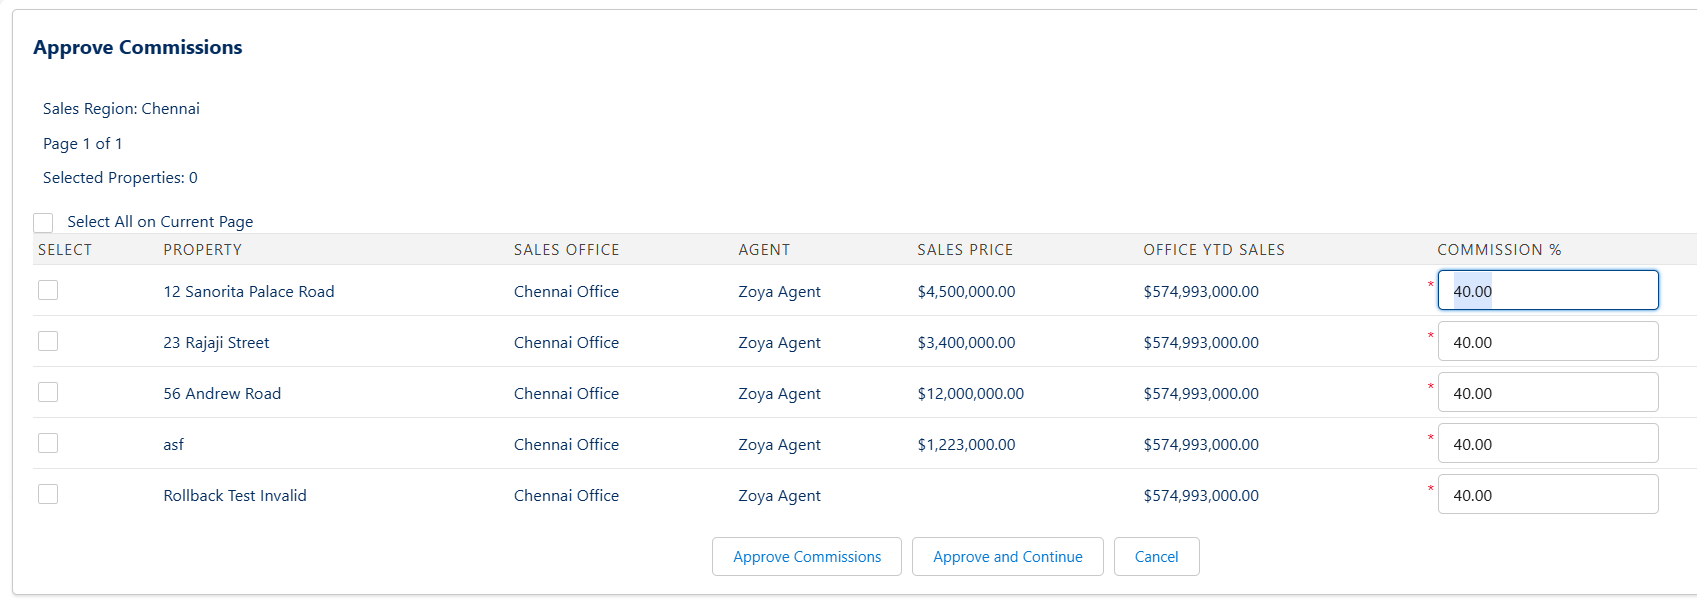 Approve Commissions
Sales Region: Chennai
Page 1 of 1
Selected Properties: 0
Select All on Current Page
SELECT PROPERTY SALES OFFICE AGENT SALES PRICE OFFICE YTD SALES COMMISSION %
12 Sanorita Palace Road Chennai Office Zoya Agent $4,500,000.00 $574,993,000.00 * 40.00
23 Rajaji Street Chennai Office Zoya Agent $3,400,000.00 $574,993,000.00 * 40.00
56 Andrew Road Chennai Office Zoya Agent $12,000,000.00 $574,993,000.00 * 40.00
asf Chennai Office Zoya Agent $1,223,000.00 $574,993,000.00 * 40.00
Rollback Test Invalid Chennai Office Zoya Agent $574,993,000.00 * 40.00
Approve Commissions Approve and Continue Cancel